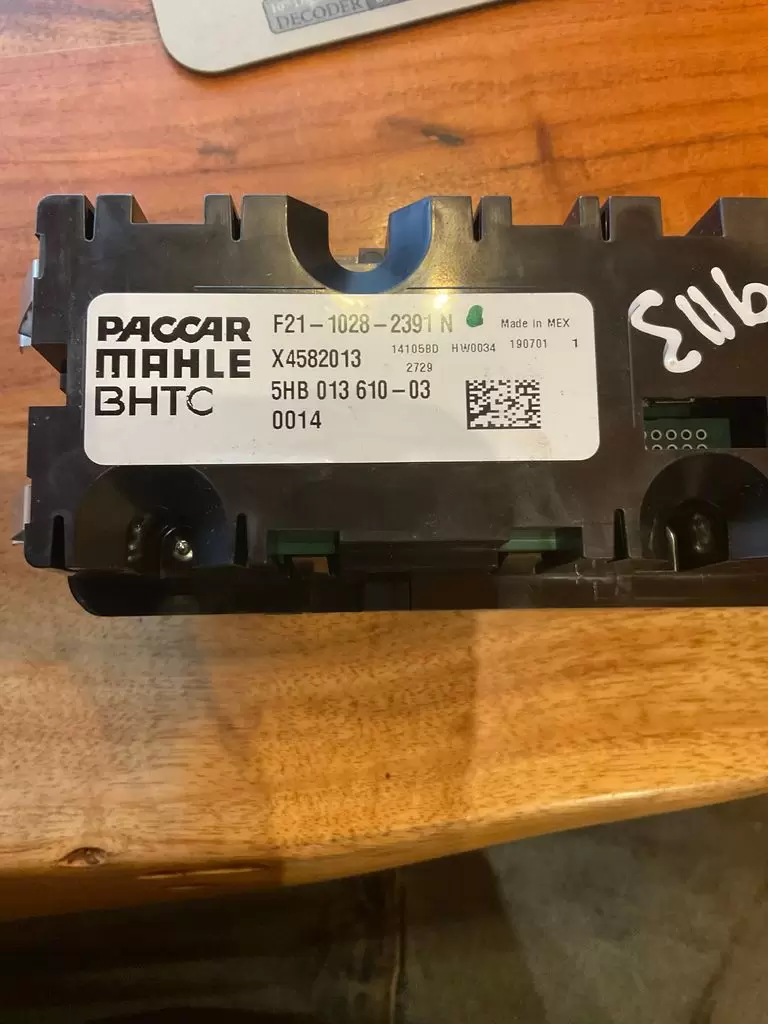 DECODER
PACCAR
MAHLE
BHTC
F21-1028-2391 N
Made in MEX
X4582013
141058D HW0034 190701 1
2729
5HB 013 610-03
0014